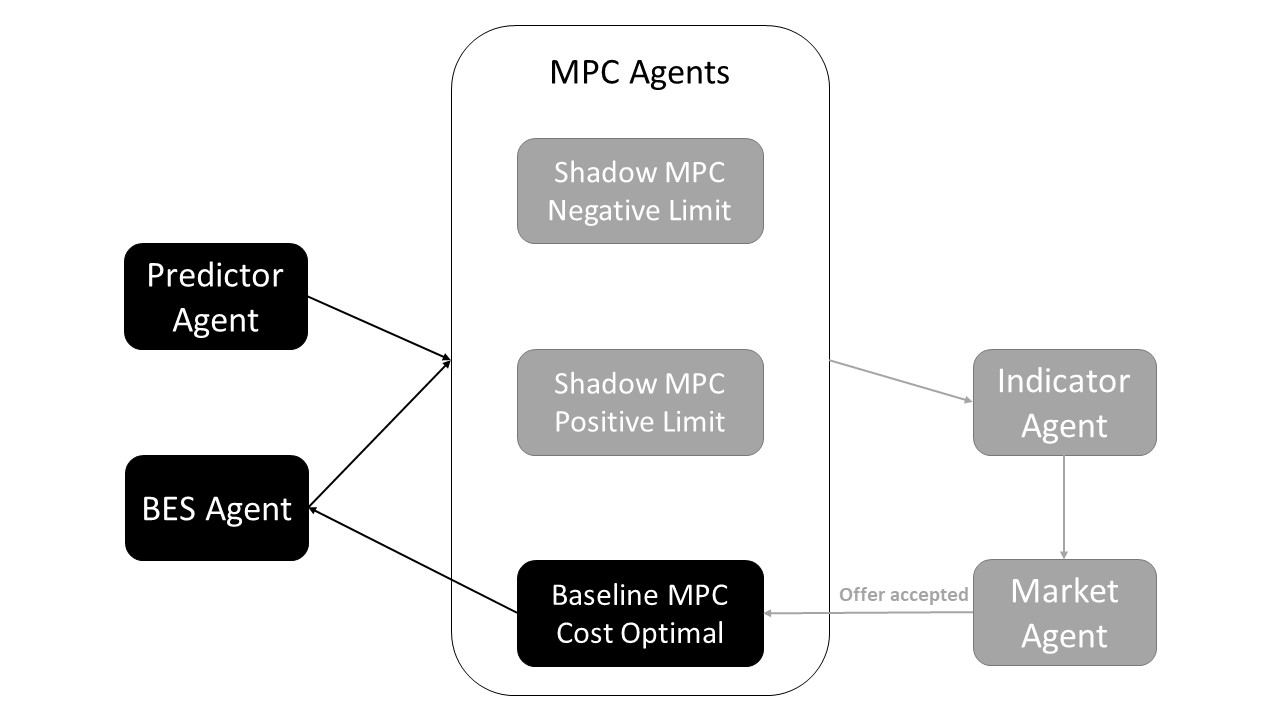 MPC Agents
Shadow MPC
Negative Limit
Predictor
Agent
Shadow MPC
Positive Limit
Indicator
Agent
BES Agent
Baseline MPC
Cost Optimal
Offer accepted
Market
Agent